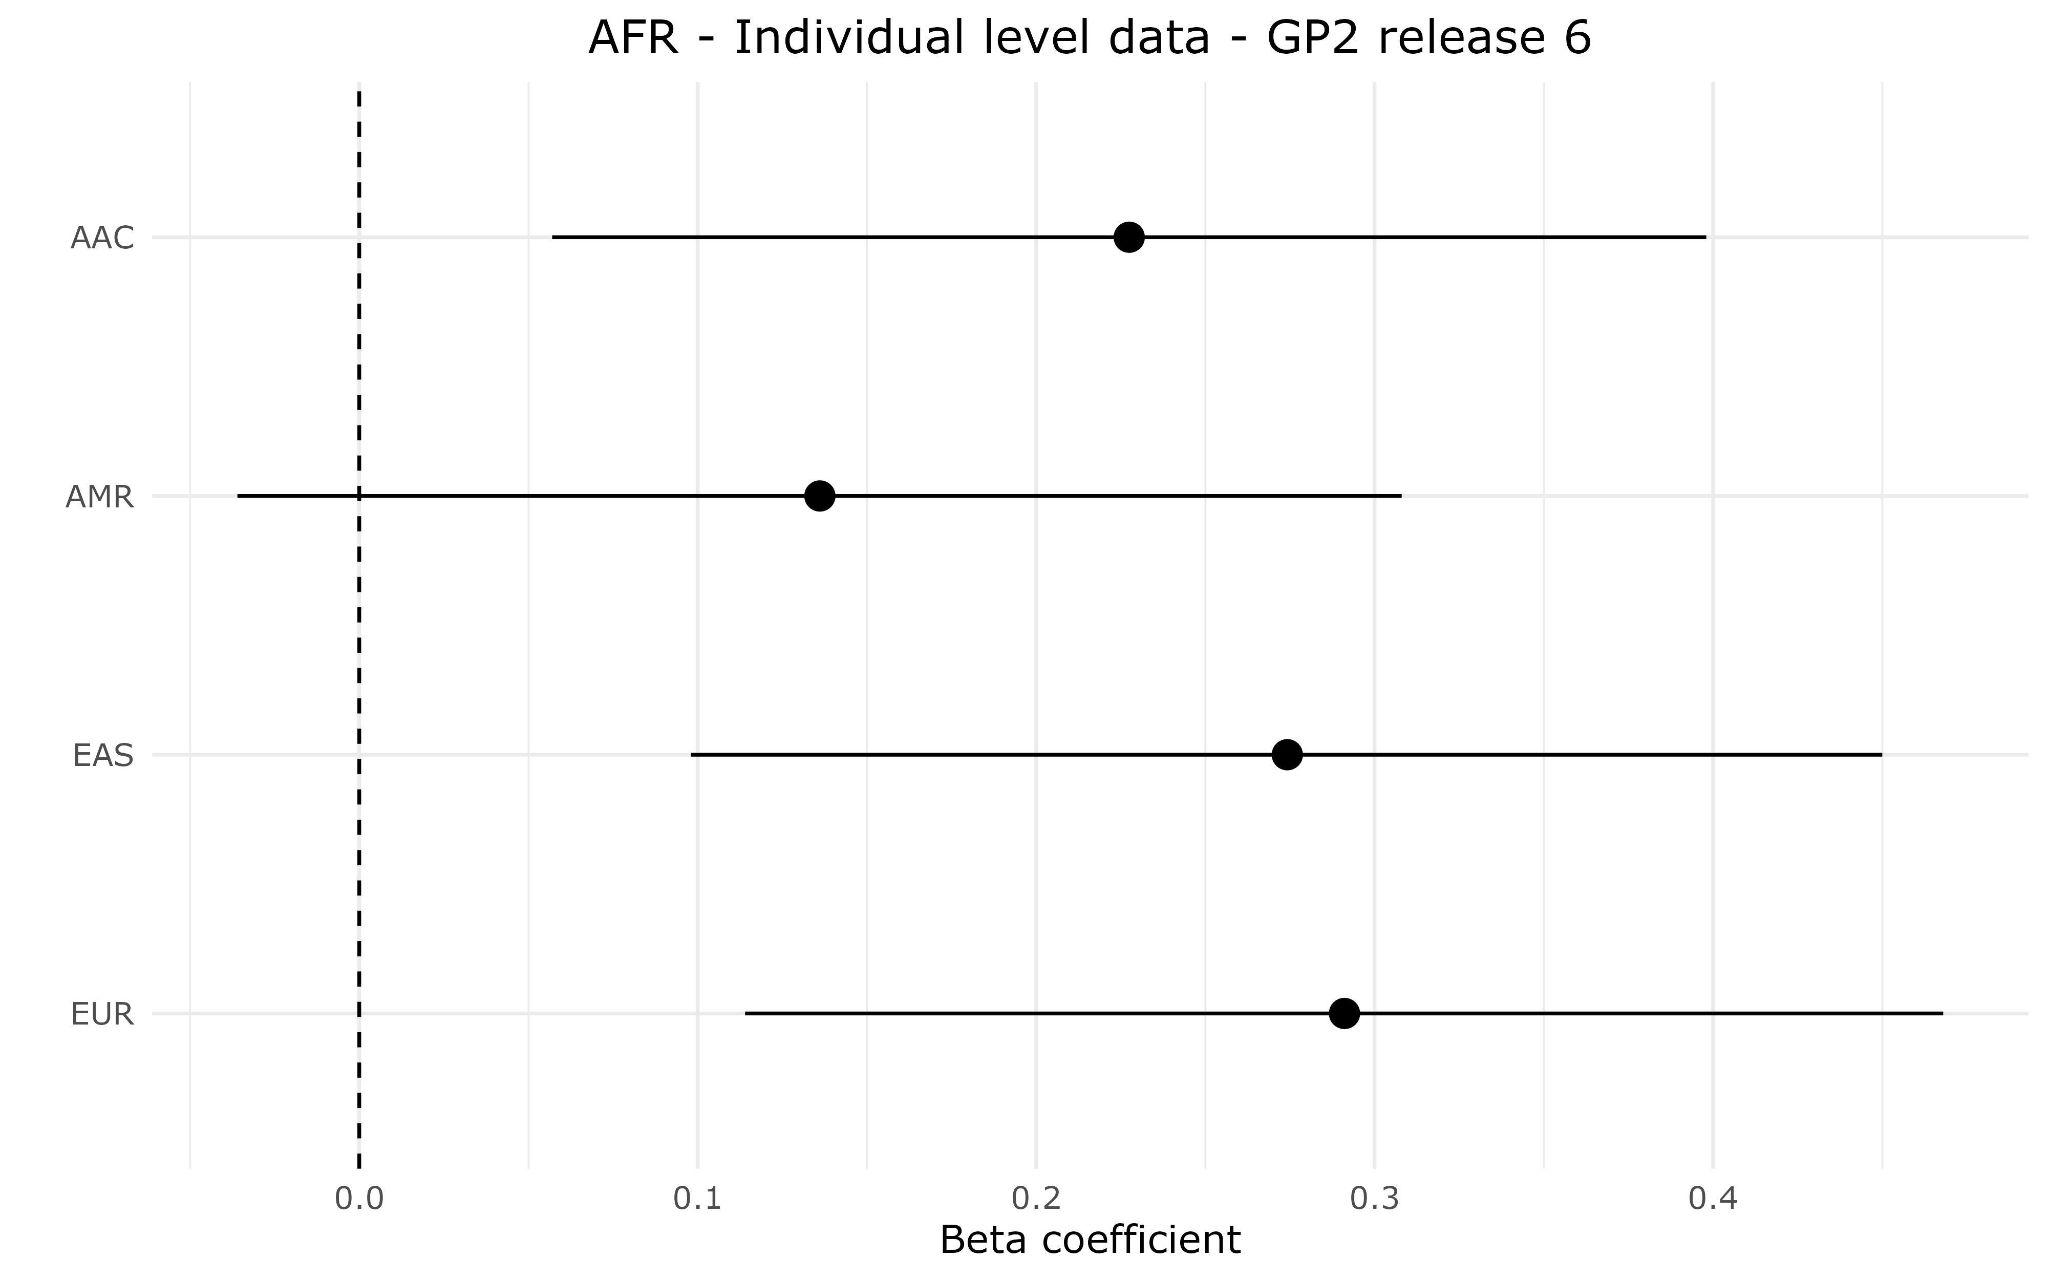 AFR - Individual level data - GP2 release 6
AAC
AMR
EAS
EUR
0.0 0.1 0.2 0.3 0.4
Beta coefficient